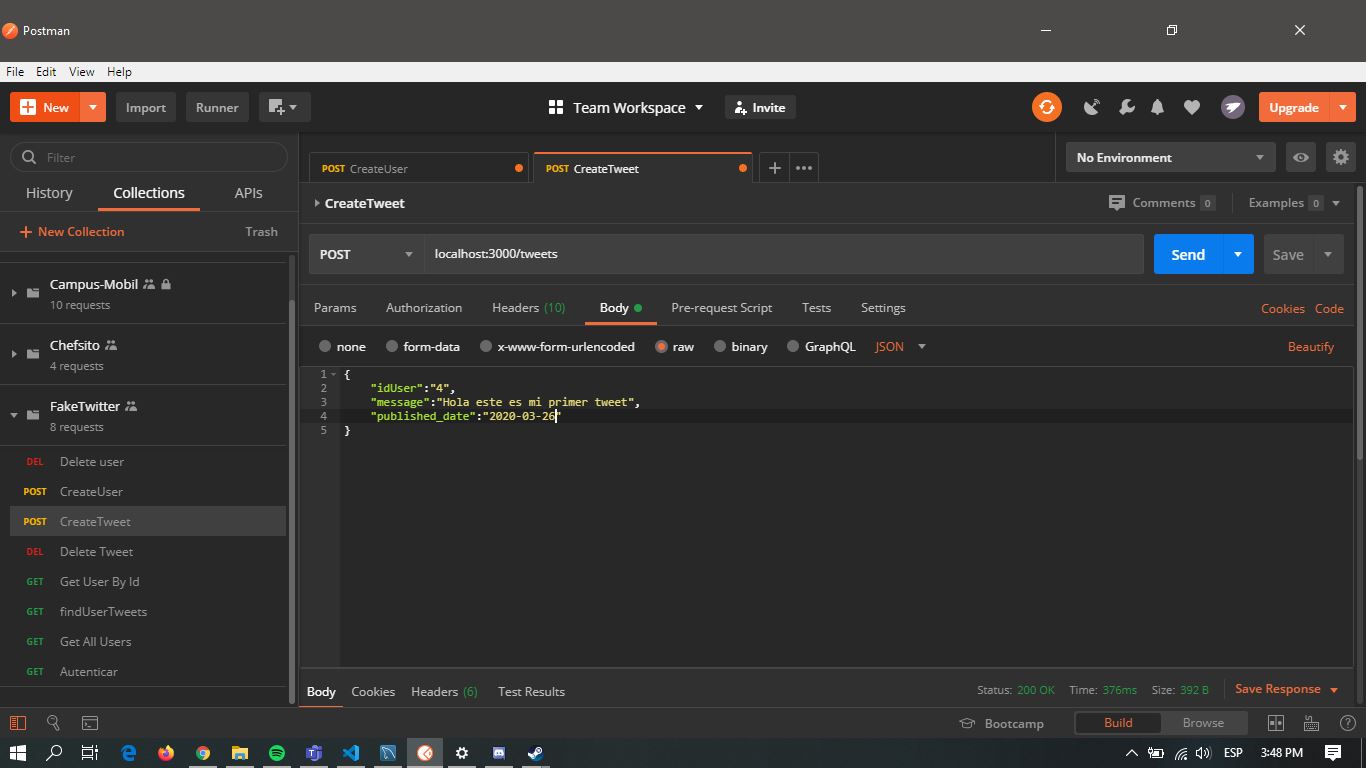 Postman
File Edit View Help
New Import Runner Team Workspace Invite Upgrade
Filter
History Collections APIs
New Collection Trash
Campus-Mobil
10 requests
Chefsito
4 requests
FakeTwitter
8 requests
DEL Delete user
POST CreateUser
POST CreateTweet
DEL Delete Tweet
GET Get User By Id
GET findUserTweets
GET Get All Users
GET Autenticar
POST CreateUser POST CreateTweet No Environment
CreateTweet Comments 0 Examples 0
POST localhost:3000/tweets Send Save
Params Authorization Headers (10) Body Pre-request Script Tests Settings Cookies Code
none form-data x-www-form-urlencoded raw binary GraphQL JSON Beautify
1 {
2 "idUser":"4",
3 "message":"Hola este es mi primer tweet",
4 "published_date":"2020-03-26"
5 }
Body Cookies Headers (6) Test Results Status: 200 OK Time: 376ms Size: 392 B Save Response
Bootcamp Build Browse
ESP 3:48 PM